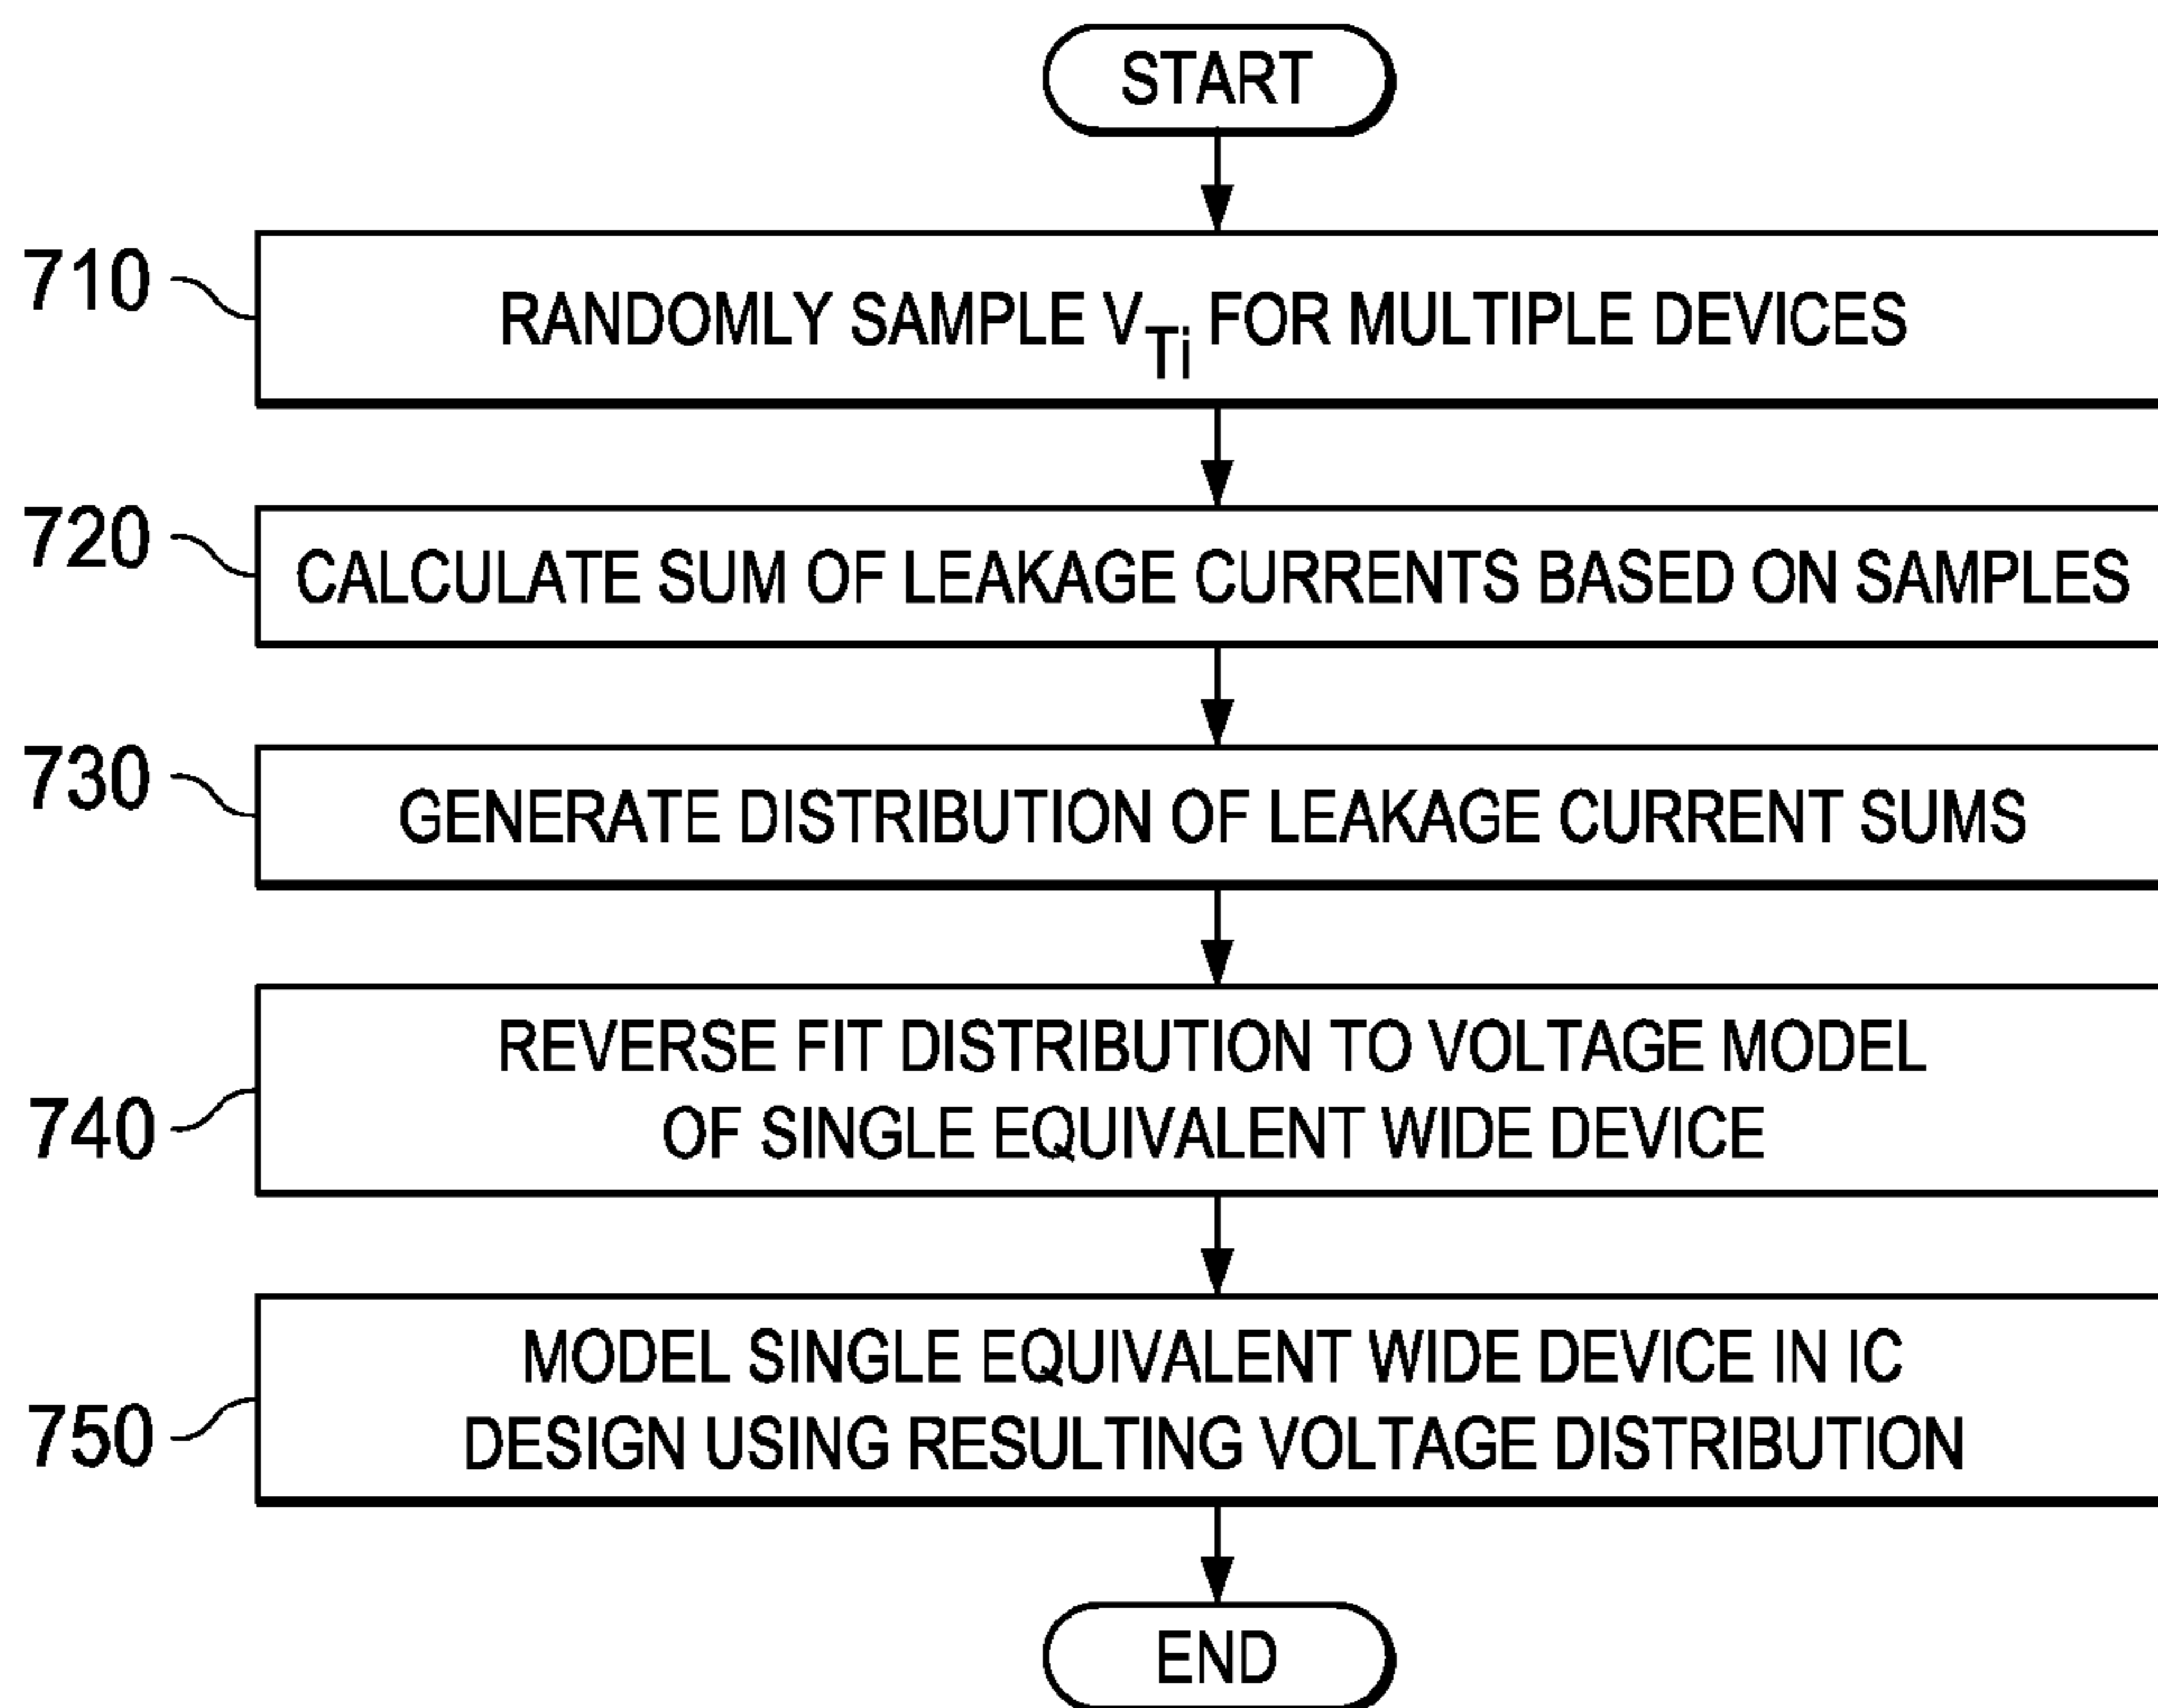 START
710
RANDOMLY SAMPLE VTi FOR MULTIPLE DEVICES
720
CALCULATE SUM OF LEAKAGE CURRENTS BASED ON SAMPLES
730
GENERATE DISTRIBUTION OF LEAKAGE CURRENT SUMS
740
REVERSE FIT DISTRIBUTION TO VOLTAGE MODEL
OF SINGLE EQUIVALENT WIDE DEVICE
750
MODEL SINGLE EQUIVALENT WIDE DEVICE IN IC
DESIGN USING RESULTING VOLTAGE DISTRIBUTION
END